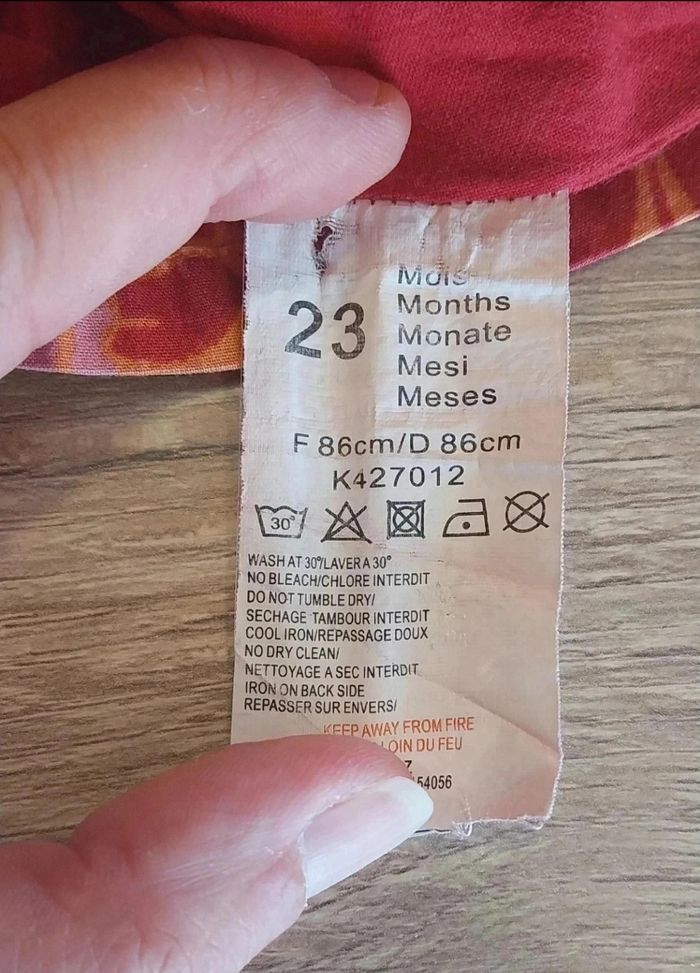 Mois
23
Months
Monate
Mesi
Meses
F 86cm/D 86cm
K427012
30°
WASH AT 30°/LAVER A 30°
NO BLEACH/CHLORE INTERDIT
DO NOT TUMBLE DRY/
SECHAGE TAMBOUR INTERDIT
COOL IRON/REPASSAGE DOUX
NO DRY CLEAN/
NETTOYAGE A SEC INTERDIT
IRON ON BACK SIDE
REPASSER SUR ENVERS/
KEEP AWAY FROM FIRE
LOIN DU FEU
Z
54056